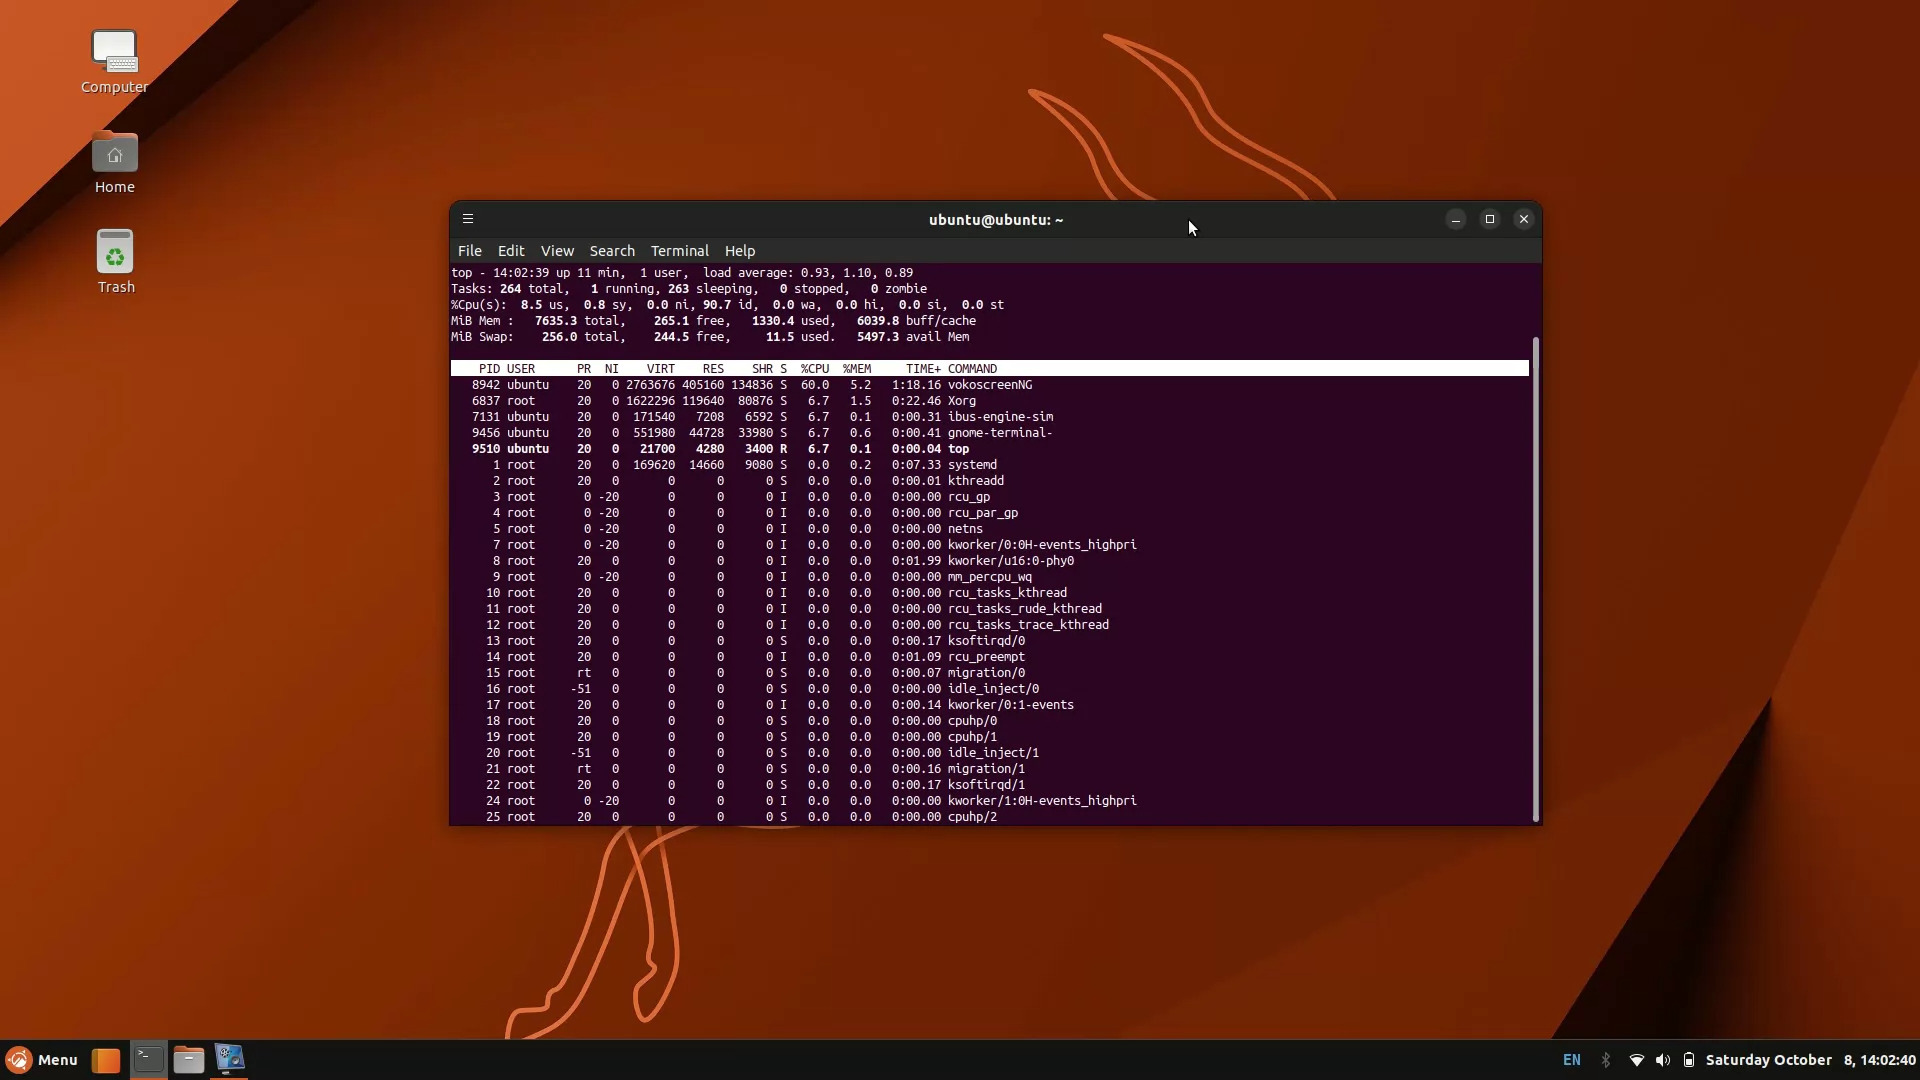 Computer
Home
Trash
ubuntu@ubuntu: ~
File Edit View Search Terminal Help
top - 14:02:39 up 11 min,  1 user,  load average: 0.93, 1.10, 0.89
Tasks: 264 total,   1 running, 263 sleeping,   0 stopped,   0 zombie
%Cpu(s):  8.5 us,  0.8 sy,  0.0 ni, 90.7 id,  0.0 wa,  0.0 hi,  0.0 si,  0.0 st
MiB Mem :   7635.3 total,    265.1 free,   1330.4 used,   6039.8 buff/cache
MiB Swap:    256.0 total,    244.5 free,     11.5 used.   5497.3 avail Mem
PID USER PR NI VIRT RES SHR S %CPU %MEM TIME+ COMMAND
8942 ubuntu 20 0 2763676 405160 134836 S 60.0 5.2 1:18.16 vokoscreenNG
6837 root 20 0 1622296 119640 80876 S 6.7 1.5 0:22.46 Xorg
7131 ubuntu 20 0 171540 7208 6592 S 6.7 0.1 0:00.31 ibus-engine-sim
9456 ubuntu 20 0 551980 44728 33980 S 6.7 0.6 0:00.41 gnome-terminal-
9510 ubuntu 20 0 21700 4280 3400 R 6.7 0.1 0:00.04 top
1 root 20 0 169620 14660 9080 S 0.0 0.2 0:07.33 systemd
2 root 20 0 0 0 0 S 0.0 0.0 0:00.01 kthreadd
3 root 0 -20 0 0 0 I 0.0 0.0 0:00.00 rcu_gp
4 root 0 -20 0 0 0 I 0.0 0.0 0:00.00 rcu_par_gp
5 root 0 -20 0 0 0 I 0.0 0.0 0:00.00 netns
7 root 0 -20 0 0 0 I 0.0 0.0 0:00.00 kworker/0:0H-events_highpri
8 root 20 0 0 0 0 I 0.0 0.0 0:01.99 kworker/u16:0-phy0
9 root 0 -20 0 0 0 I 0.0 0.0 0:00.00 mm_percpu_wq
10 root 20 0 0 0 0 I 0.0 0.0 0:00.00 rcu_tasks_kthread
11 root 20 0 0 0 0 I 0.0 0.0 0:00.00 rcu_tasks_rude_kthread
12 root 20 0 0 0 0 I 0.0 0.0 0:00.00 rcu_tasks_trace_kthread
13 root 20 0 0 0 0 S 0.0 0.0 0:00.17 ksoftirqd/0
14 root 20 0 0 0 0 I 0.0 0.0 0:01.09 rcu_preempt
15 root rt 0 0 0 0 S 0.0 0.0 0:00.07 migration/0
16 root -51 0 0 0 0 S 0.0 0.0 0:00.00 idle_inject/0
17 root 20 0 0 0 0 I 0.0 0.0 0:00.14 kworker/0:1-events
18 root 20 0 0 0 0 S 0.0 0.0 0:00.00 cpuhp/0
19 root 20 0 0 0 0 S 0.0 0.0 0:00.00 cpuhp/1
20 root -51 0 0 0 0 S 0.0 0.0 0:00.00 idle_inject/1
21 root rt 0 0 0 0 S 0.0 0.0 0:00.16 migration/1
22 root 20 0 0 0 0 S 0.0 0.0 0:00.17 ksoftirqd/1
24 root 0 -20 0 0 0 I 0.0 0.0 0:00.00 kworker/1:0H-events_highpri
25 root 20 0 0 0 0 S 0.0 0.0 0:00.00 cpuhp/2
Menu EN Saturday October  8, 14:02:40